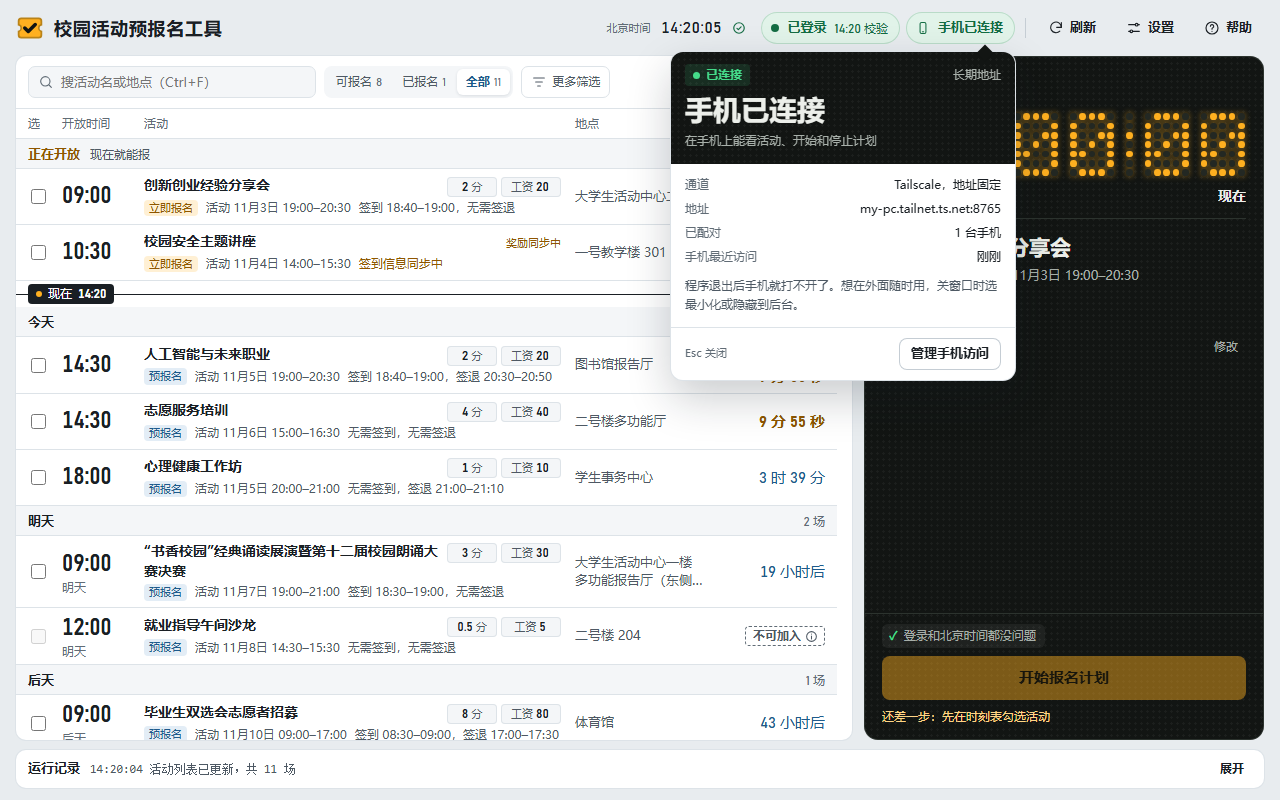 校园活动预报名工具
北京时间 14:20:05
已登录 14:20 校验
手机已连接
刷新
设置
帮助
搜活动名或地点（Ctrl+F）
可报名 8
已报名 1
全部 11
更多筛选
选 开放时间 活动 地点
正在开放 现在就能报
09:00 创新创业经验分享会 2 分 工资 20
立即报名 活动 11月3日 19:00–20:30 签到 18:40–19:00，无需签退
大学生活动中心
10:30 校园安全主题讲座 奖励同步中
立即报名 活动 11月4日 14:00–15:30 签到信息同步中
一号教学楼 301
现在 14:20
今天
14:30 人工智能与未来职业 2 分 工资 20
预报名 活动 11月5日 19:00–20:30 签到 18:40–19:00，签退 20:30–20:50
图书馆报告厅
14:30 志愿服务培训 4 分 工资 40
预报名 活动 11月6日 15:00–16:30 无需签到，无需签退
二号楼多功能厅
9 分 55 秒
18:00 心理健康工作坊 1 分 工资 10
预报名 活动 11月5日 20:00–21:00 无需签到，签退 21:00–21:10
学生事务中心
3 时 39 分
明天 2 场
09:00 明天
“书香校园”经典诵读展演暨第十二届校园朗诵大
赛决赛
3 分 工资 30
预报名 活动 11月7日 19:00–21:00 签到 18:30–19:00，无需签退
大学生活动中心一楼
多功能报告厅（东侧...
19 小时后
12:00 明天
就业指导午间沙龙 0.5 分 工资 5
预报名 活动 11月8日 14:30–15:30 无需签到，无需签退
二号楼 204
不可加入
后天 1 场
09:00 后天
毕业生双选会志愿者招募 8 分 工资 80
预报名 活动 11月10日 09:00–17:00 签到 08:30–09:00，签退 17:00–17:30
体育馆
43 小时后
已连接 长期地址
手机已连接
在手机上能看活动、开始和停止计划
通道 Tailscale，地址固定
地址 my-pc.tailnet.ts.net:8765
已配对 1 台手机
手机最近访问 刚刚
程序退出后手机就打不开了。想在外面随时用，关窗口时选
最小化或隐藏到后台。
Esc 关闭
管理手机访问
00:00
现在
分享会
11月3日 19:00–20:30
修改
✓ 登录和北京时间都没问题
开始报名计划
还差一步：先在时刻表勾选活动
运行记录 14:20:04 活动列表已更新，共 11 场
展开